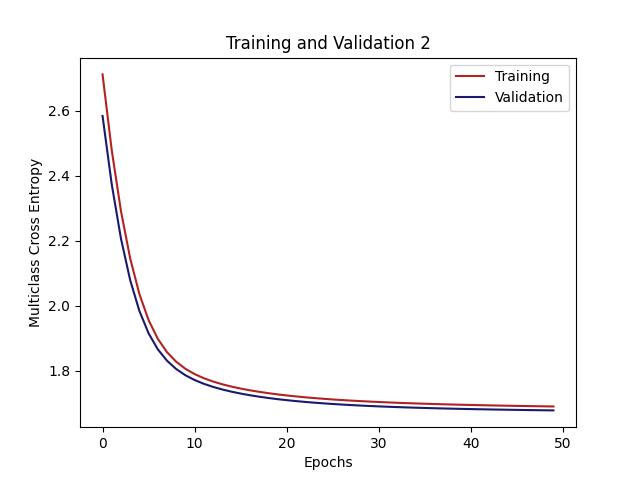 Training and Validation 2
Training
Validation
Multiclass Cross Entropy
2.6
2.4
2.2
2.0
1.8
0 10 20 30 40 50
Epochs